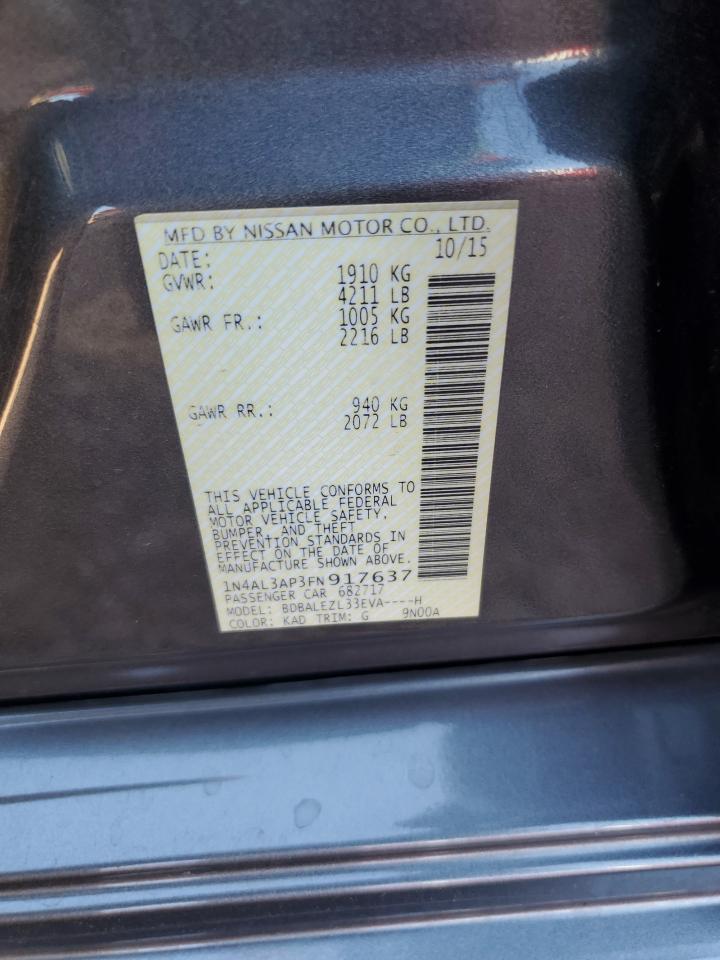 MFD BY NISSAN MOTOR CO., LTD.
DATE: 10/15
GVWR: 1910 KG
4211 LB
GAWR FR.: 1005 KG
2216 LB
GAWR RR.: 940 KG
2072 LB
THIS VEHICLE CONFORMS TO
ALL APPLICABLE FEDERAL
MOTOR VEHICLE SAFETY,
BUMPER, AND THEFT
PREVENTION STANDARDS IN
EFFECT ON THE DATE OF
MANUFACTURE SHOWN ABOVE.
1N4AL3AP3FN917637
PASSENGER CAR 682717
MODEL: BDBALEZL33EVA----H
COLOR: KAD TRIM: G 9N00A